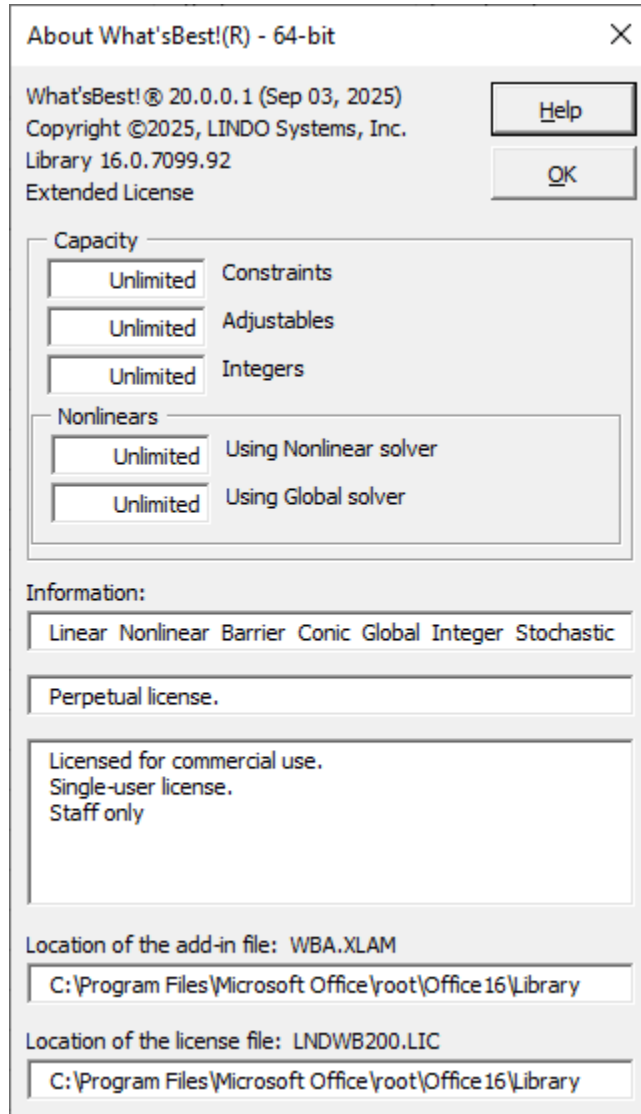 About What'sBest!(R) - 64-bit
What'sBest!® 20.0.0.1 (Sep 03, 2025)
Copyright ©2025, LINDO Systems, Inc.
Library 16.0.7099.92
Extended License
Help
OK
Capacity
Unlimited Constraints
Unlimited Adjustables
Unlimited Integers
Nonlinears
Unlimited Using Nonlinear solver
Unlimited Using Global solver
Information:
Linear Nonlinear Barrier Conic Global Integer Stochastic
Perpetual license.
Licensed for commercial use.
Single-user license.
Staff only
Location of the add-in file: WBA.XLAM
C:\Program Files\Microsoft Office\root\Office16\Library
Location of the license file: LNDWB200.LIC
C:\Program Files\Microsoft Office\root\Office16\Library